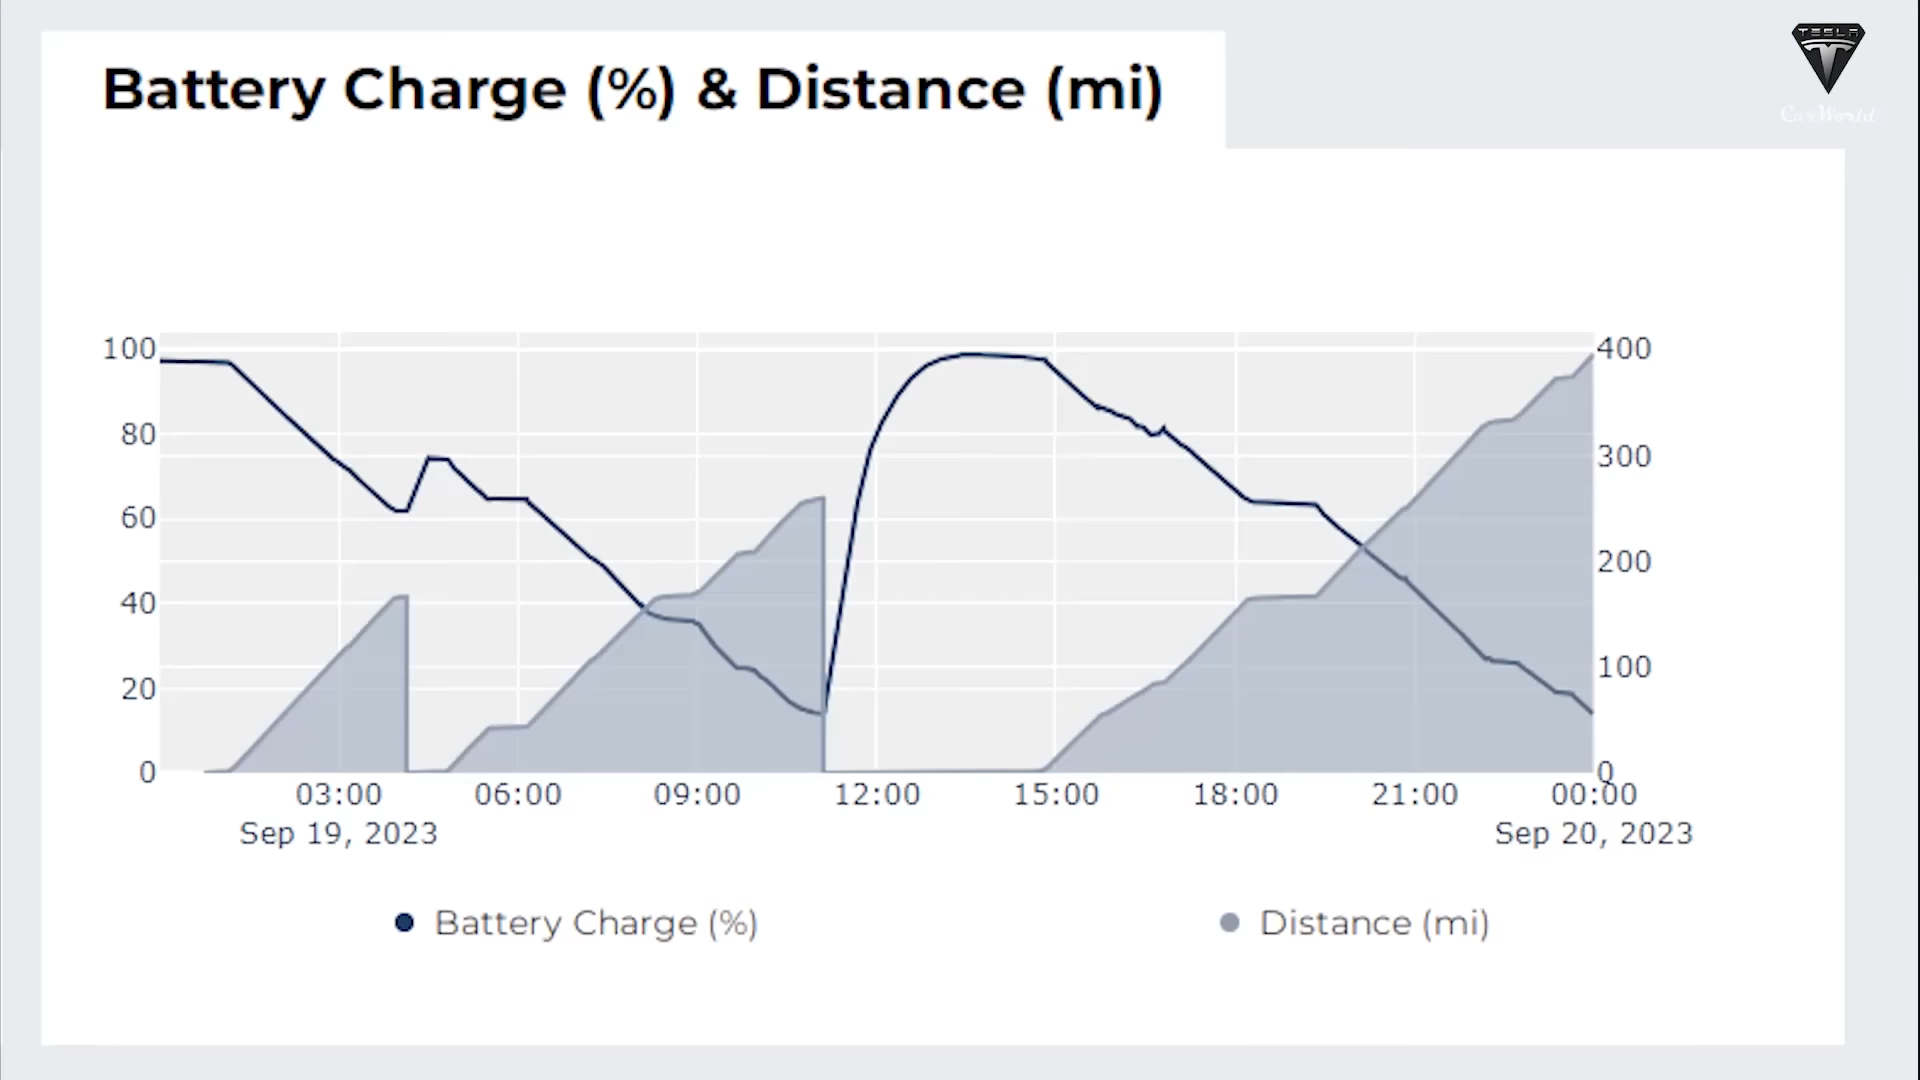 TESLA
CarWorld
Battery Charge (%) & Distance (mi)
100
80
60
40
20
0
400
300
200
100
0
03:00
06:00
09:00
12:00
15:00
18:00
21:00
00:00
Sep 19, 2023
Sep 20, 2023
Battery Charge (%)
Distance (mi)